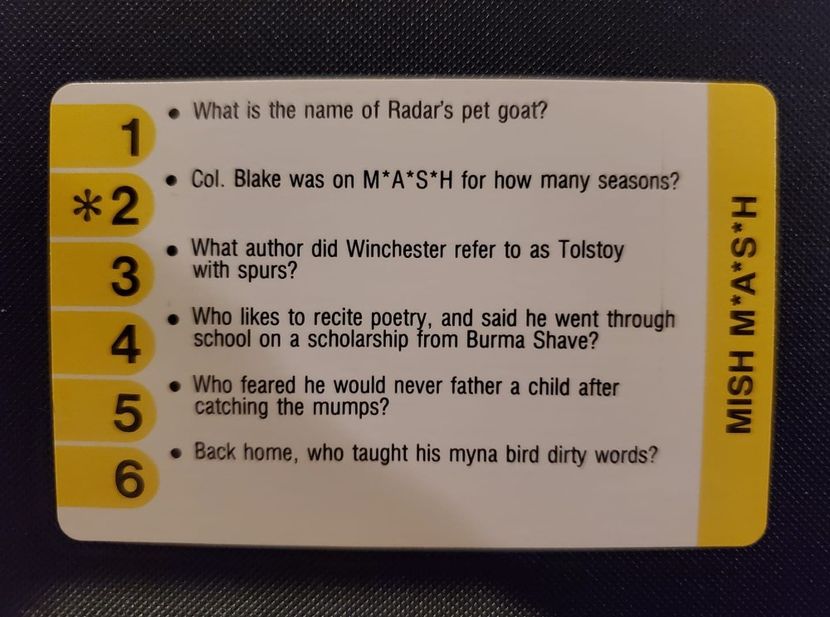 1 • What is the name of Radar's pet goat?
*2 • Col. Blake was on M*A*S*H for how many seasons?
3 • What author did Winchester refer to as Tolstoy
with spurs?
4 • Who likes to recite poetry, and said he went through
school on a scholarship from Burma Shave?
5 • Who feared he would never father a child after
catching the mumps?
6 • Back home, who taught his myna bird dirty words?
MISH M*A*S*H